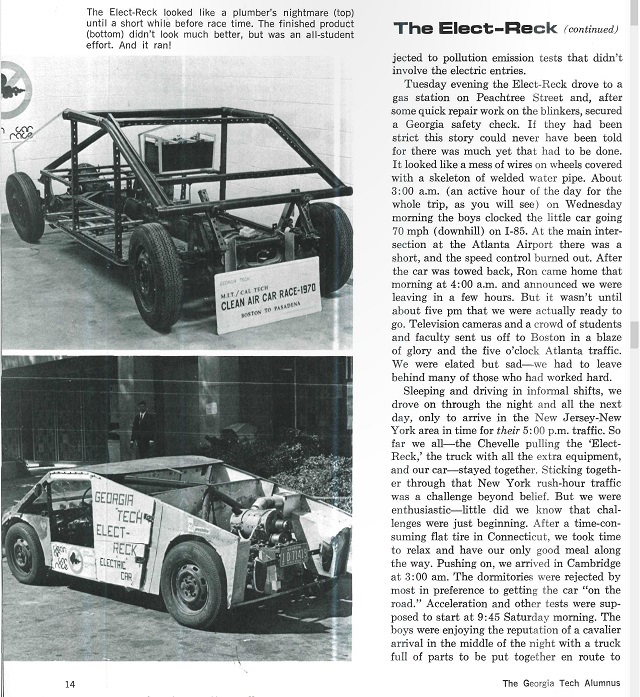 The Elect-Reck looked like a plumber's nightmare (top)
until a short while before race time. The finished product
(bottom) didn't look much better, but was an all-student
effort. And it ran!
GEORGIA TECH
M.I.T./CAL TECH
CLEAN AIR CAR RACE-1970
BOSTON TO PASADENA
GEORGIA
TECH
ELECT-
RECK
ELECTRIC
CAR
14
The Elect-Reck (continued)
jected to pollution emission tests that didn't
involve the electric entries.
Tuesday evening the Elect-Reck drove to a
gas station on Peachtree Street and, after
some quick repair work on the blinkers, secured
a Georgia safety check. If they had been
strict this story could never have been told
for there was much yet that had to be done.
It looked like a mess of wires on wheels covered
with a skeleton of welded water pipe. About
3:00 a.m. (an active hour of the day for the
whole trip, as you will see) on Wednesday
morning the boys clocked the little car going
70 mph (downhill) on I-85. At the main inter-
section at the Atlanta Airport there was a
short, and the speed control burned out. After
the car was towed back, Ron came home that
morning at 4:00 a.m. and announced we were
leaving in a few hours. But it wasn't until
about five pm that we were actually ready to
go. Television cameras and a crowd of students
and faculty sent us off to Boston in a blaze
of glory and the five o'clock Atlanta traffic.
We were elated but sad—we had to leave
behind many of those who had worked hard.
Sleeping and driving in informal shifts, we
drove on through the night and all the next
day, only to arrive in the New Jersey-New
York area in time for their 5:00 p.m. traffic. So
far we all—the Chevelle pulling the 'Elect-
Reck,' the truck with all the extra equipment,
and our car—stayed together. Sticking togeth-
er through that New York rush-hour traffic
was a challenge beyond belief. But we were
enthusiastic—little did we know that chal-
lenges were just beginning. After a time-con-
suming flat tire in Connecticut, we took time
to relax and have our only good meal along
the way. Pushing on, we arrived in Cambridge
at 3:00 am. The dormitories were rejected by
most in preference to getting the car "on the
road." Acceleration and other tests were sup-
posed to start at 9:45 Saturday morning. The
boys were enjoying the reputation of a cavalier
arrival in the middle of the night with a truck
full of parts to be put together en route to
The Georgia Tech Alumnus